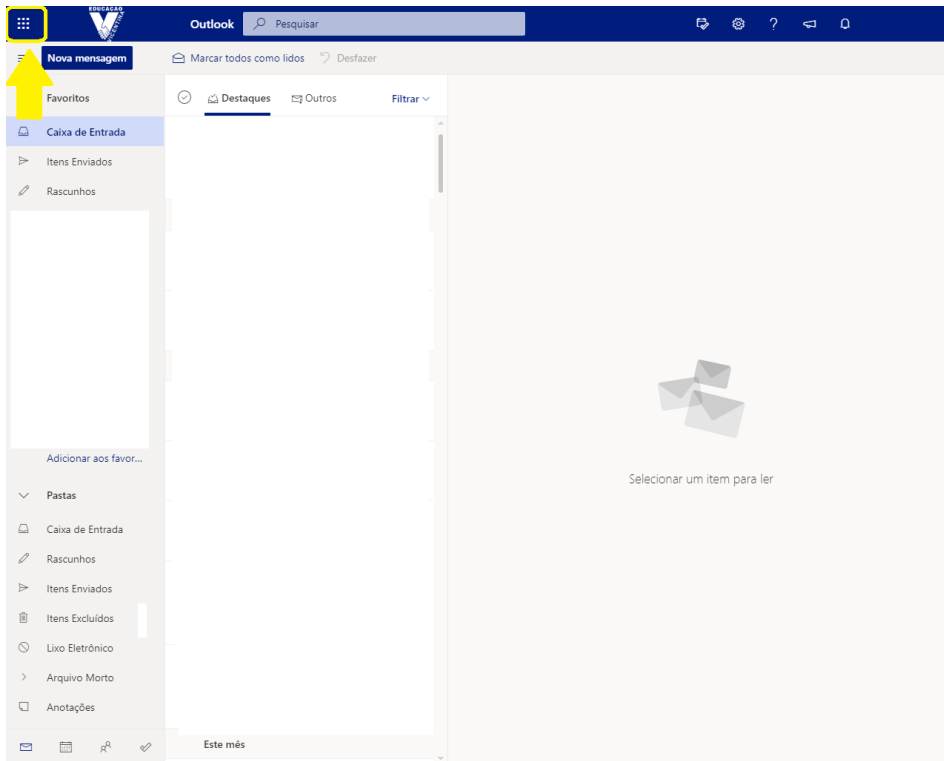 EDUCAÇÃO
VICENTINA
Outlook
Pesquisar
Nova mensagem
Marcar todos como lidos
Desfazer
Favoritos
Destaques
Outros
Filtrar
Caixa de Entrada
Itens Enviados
Rascunhos
Adicionar aos favor...
Pastas
Caixa de Entrada
Rascunhos
Itens Enviados
Itens Excluídos
Lixo Eletrônico
Arquivo Morto
Anotações
Este mês
Selecionar um item para ler